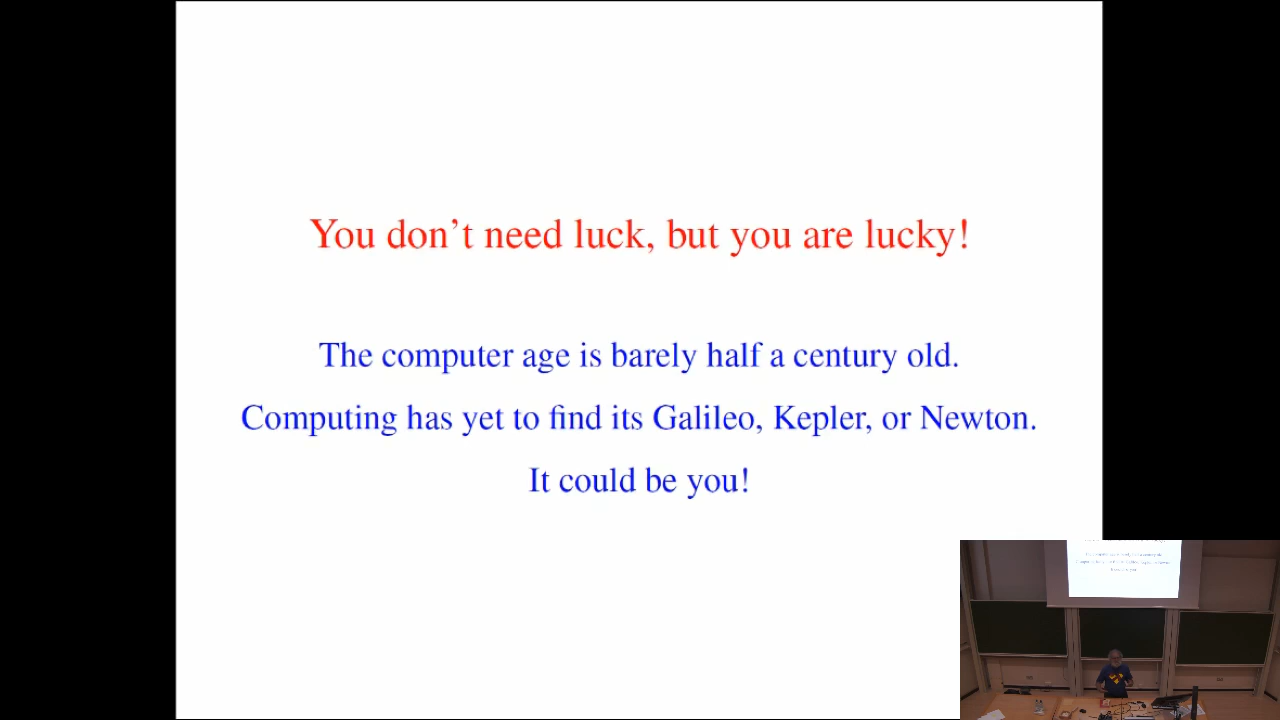 You don't need luck, but you are lucky!
The computer age is barely half a century old.
Computing has yet to find its Galileo, Kepler, or Newton.
It could be you!